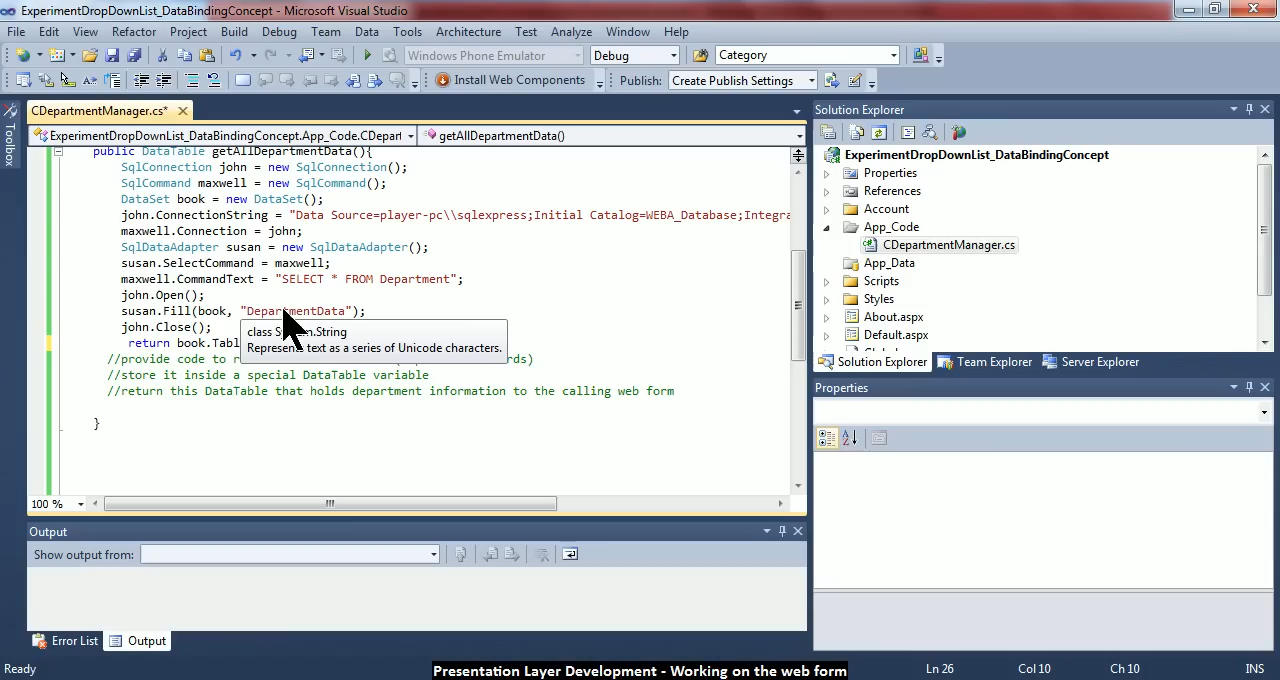 ExperimentDropDownList_DataBindingConcept - Microsoft Visual Studio
File Edit View Refactor Project Build Debug Team Data Tools Architecture Test Analyze Window Help
Windows Phone Emulator Debug Category
Install Web Components Publish: Create Publish Settings
Toolbox
CDepartmentManager.cs*
ExperimentDropDownList_DataBindingConcept.App_Code.CDepart getAllDepartmentData()
public DataTable getAllDepartmentData(){
SqlConnection john = new SqlConnection();
SqlCommand maxwell = new SqlCommand();
DataSet book = new DataSet();
john.ConnectionString = "Data Source=player-pc\\sqlexpress;Initial Catalog=WEBA_Database;Integra
maxwell.Connection = john;
SqlDataAdapter susan = new SqlDataAdapter();
susan.SelectCommand = maxwell;
maxwell.CommandText = "SELECT * FROM Department";
john.Open();
susan.Fill(book, "DepartmentData");
john.Close();
class String
return book.Tabl
Represents text as a series of Unicode characters.
//provide code to r rds)
//store it inside a special DataTable variable
//return this DataTable that holds department information to the calling web form
}
100 %
Output
Show output from:
Error List Output
Solution Explorer
ExperimentDropDownList_DataBindingConcept
Properties
References
Account
App_Code
CDepartmentManager.cs
App_Data
Scripts
Styles
About.aspx
Default.aspx
Solution Explorer Team Explorer Server Explorer
Properties
Ready Ln 26 Col 10 Ch 10 INS
Presentation Layer Development - Working on the web form